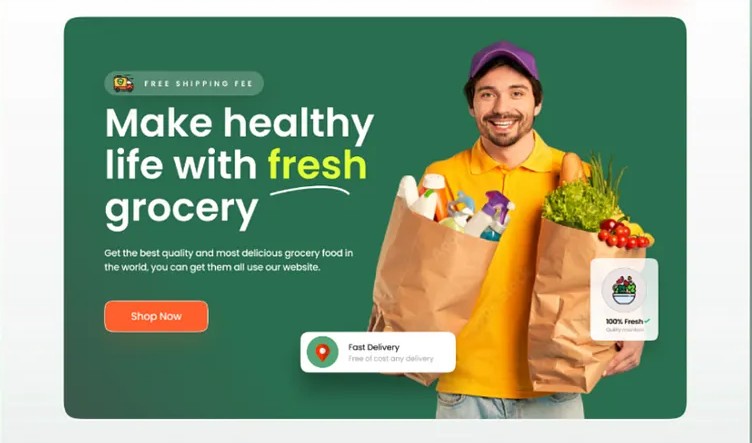 FREE SHIPPING FEE
Make healthy
life with fresh
grocery
Get the best quality and most delicious grocery food in
the world, you can get them all use our website.
Shop Now
Fast Delivery
Free of cost any delivery
100% Fresh